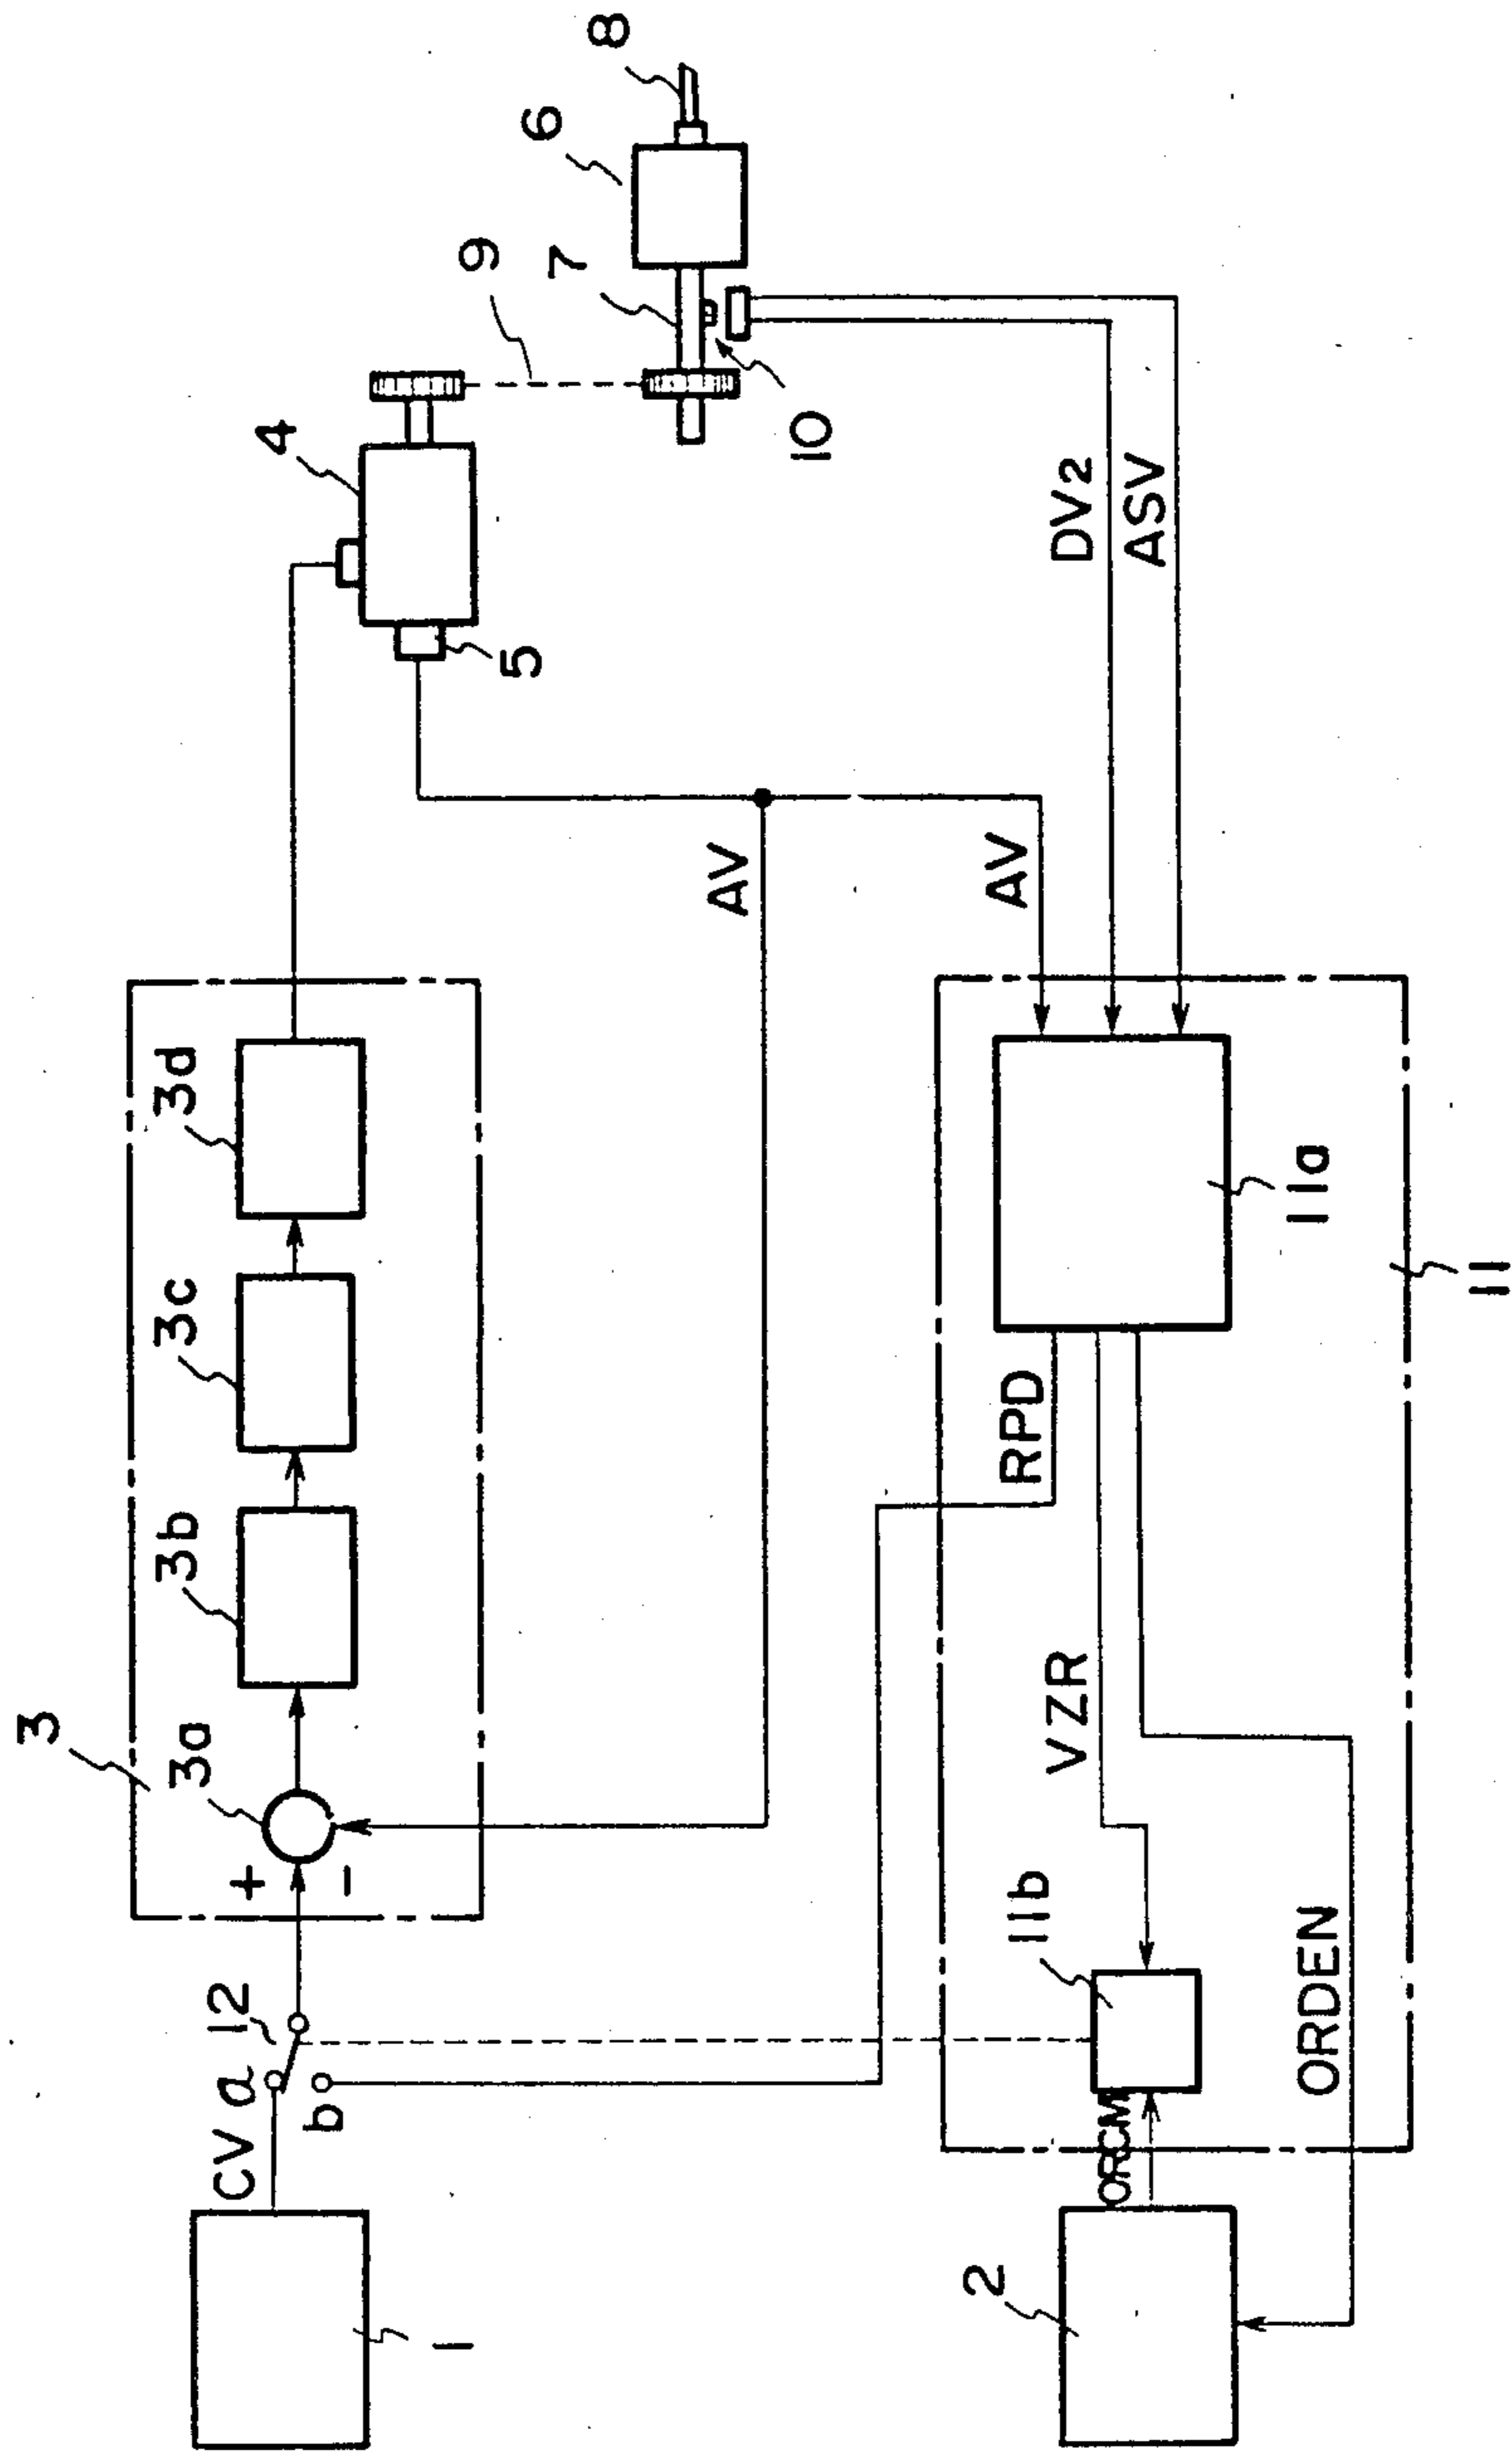 3
3a
3b
3c
3d
4
9
7
6
8
5
10
12
CV
a
b
+
-
1
AV
AV
DV2
ASV
RPD
VZR
11b
11a
11
ORCM
ORDEN
2